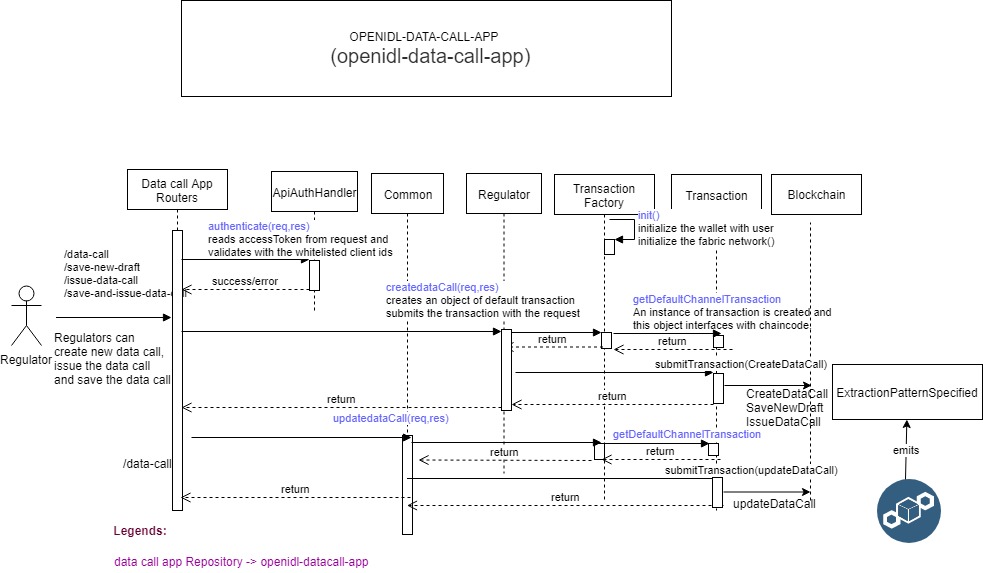 OPENIDL-DATA-CALL-APP
(openidl-data-call-app)
Data call App
Routers
ApiAuthHandler
Common
Regulator
Transaction
Factory
Transaction
Blockchain
init()
initialize the wallet with user
initialize the fabric network()
authenticate(req,res)
reads accessToken from request and
validates with the whitelisted client ids
/data-call
/save-new-draft
/issue-data-call
/save-and-issue-data-call
success/error
createdataCall(req,res)
creates an object of default transaction
submits the transaction with the request
getDefaultChannelTransaction
An instance of transaction is created and
this object interfaces with chaincode
Regulator
Regulators can
create new data call,
issue the data call
and save the data call
return
return
submitTransaction(CreateDataCall)
return
return
CreateDataCall
SaveNewDraft
IssueDataCall
ExtractionPatternSpecified
updatedataCall(req,res)
getDefaultChannelTransaction
return
return
emits
/data-call
submitTransaction(updateDataCall)
return
return
updateDataCall
Legends:
data call app Repository -> openidl-datacall-app